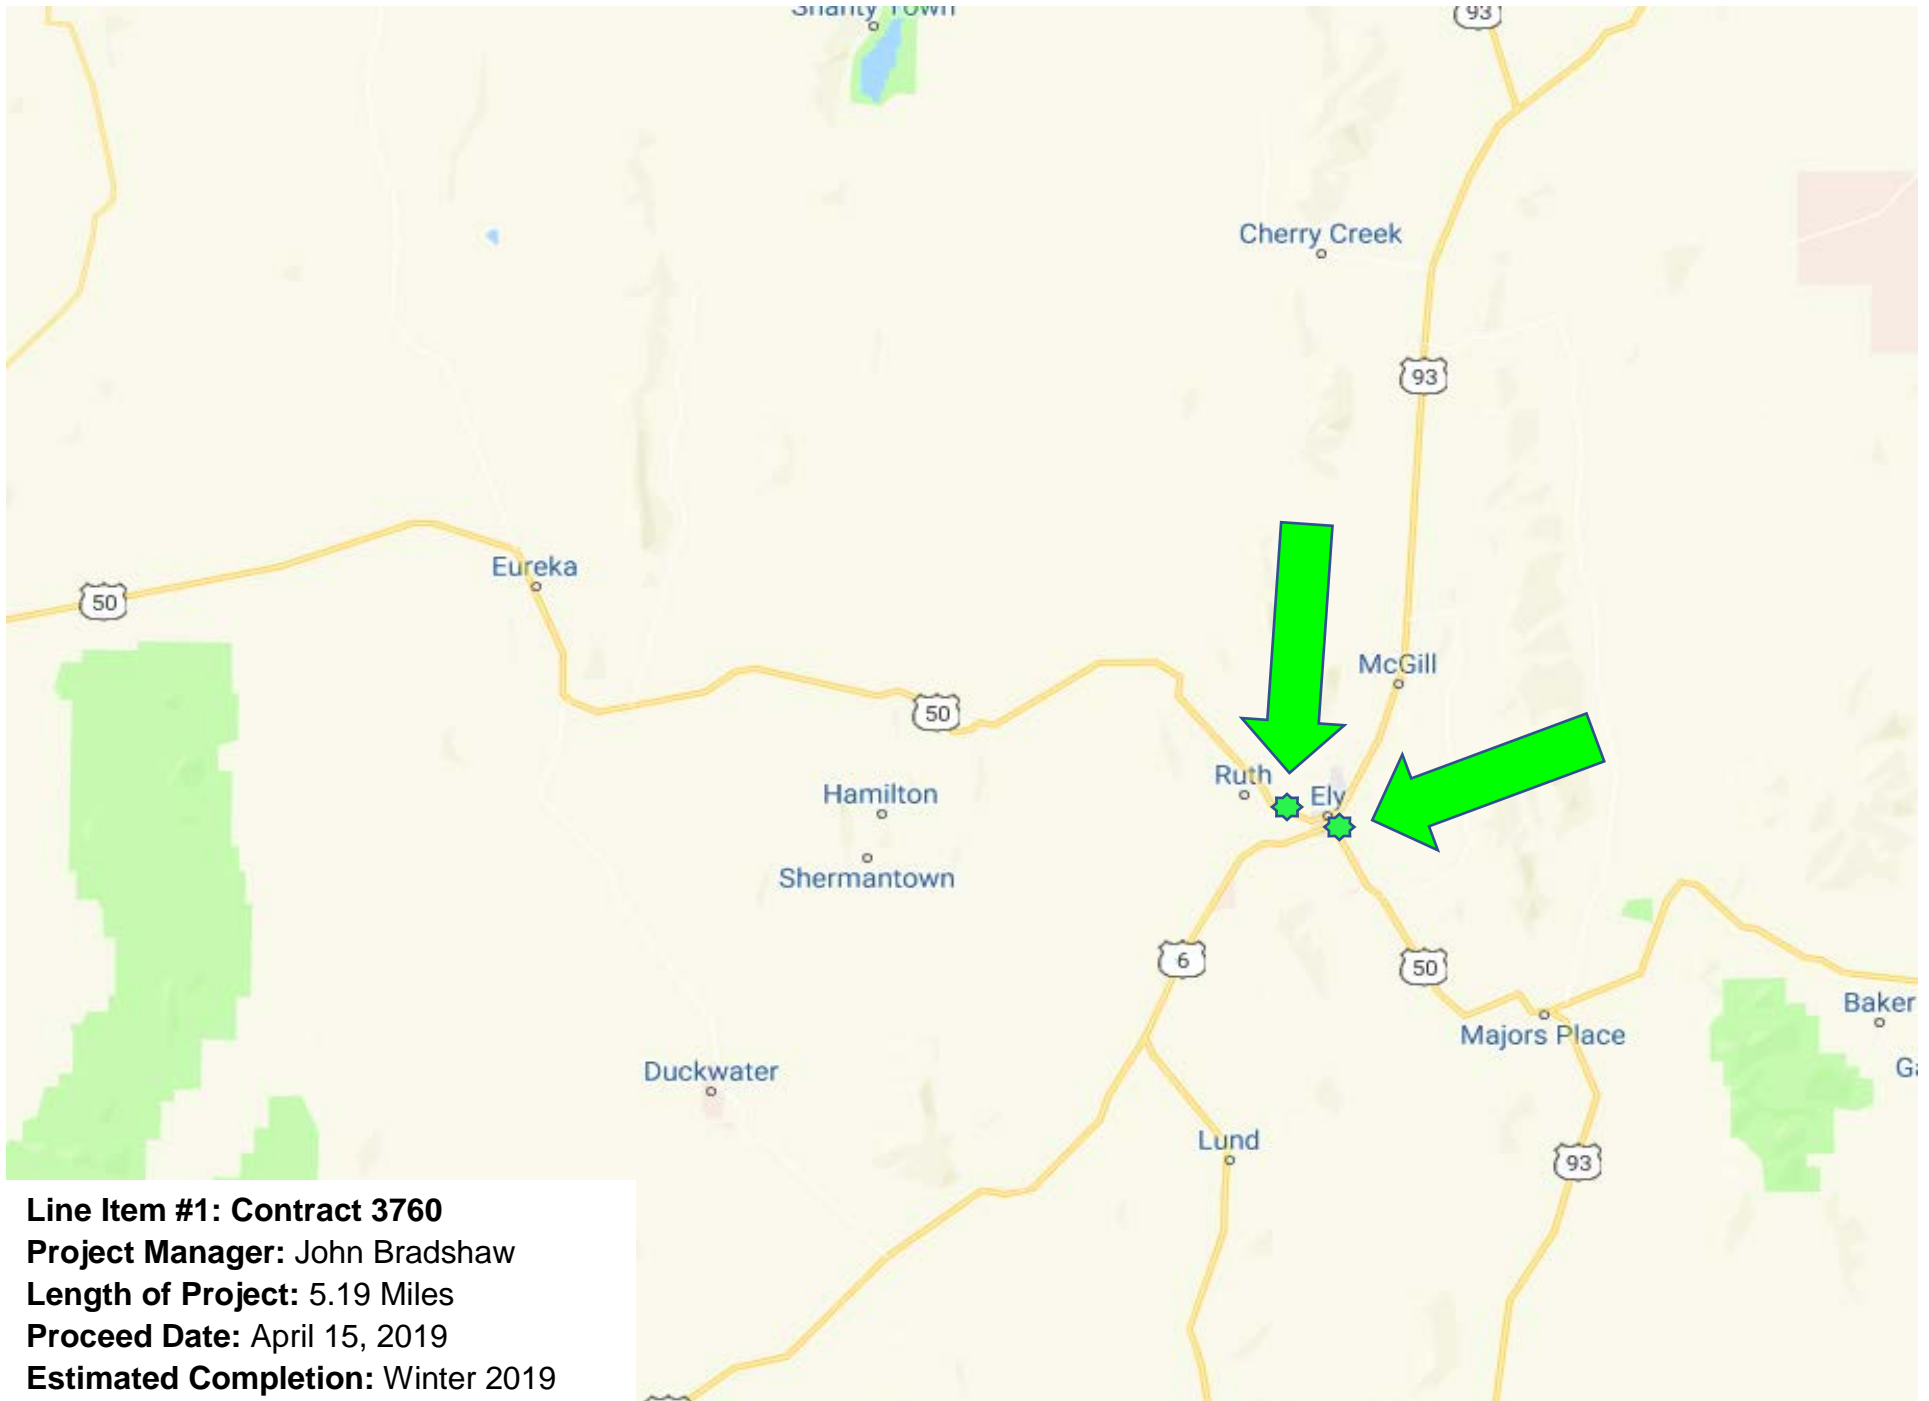 Shanty Town
93
Cherry Creek
93
Eureka
50
McGill
50
Ruth
Ely
Hamilton
Shermantown
6
50
Baker
Majors Place
Duckwater
Lund
93
Line Item #1: Contract 3760
Project Manager: John Bradshaw
Length of Project: 5.19 Miles
Proceed Date: April 15, 2019
Estimated Completion: Winter 2019